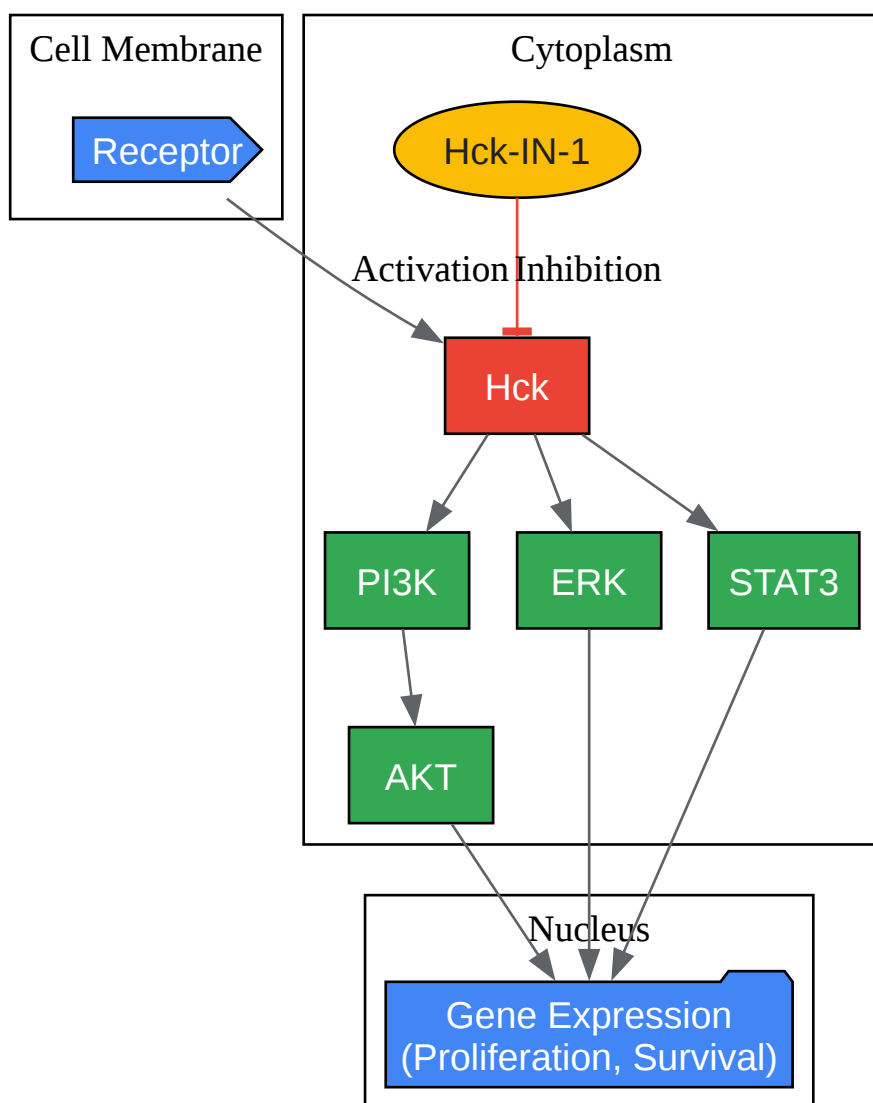 Cell Membrane
Cytoplasm
Receptor
Hck-IN-1
Activation
Inhibition
Hck
PI3K
ERK
STAT3
AKT
Nucleus
Gene Expression
(Proliferation, Survival)